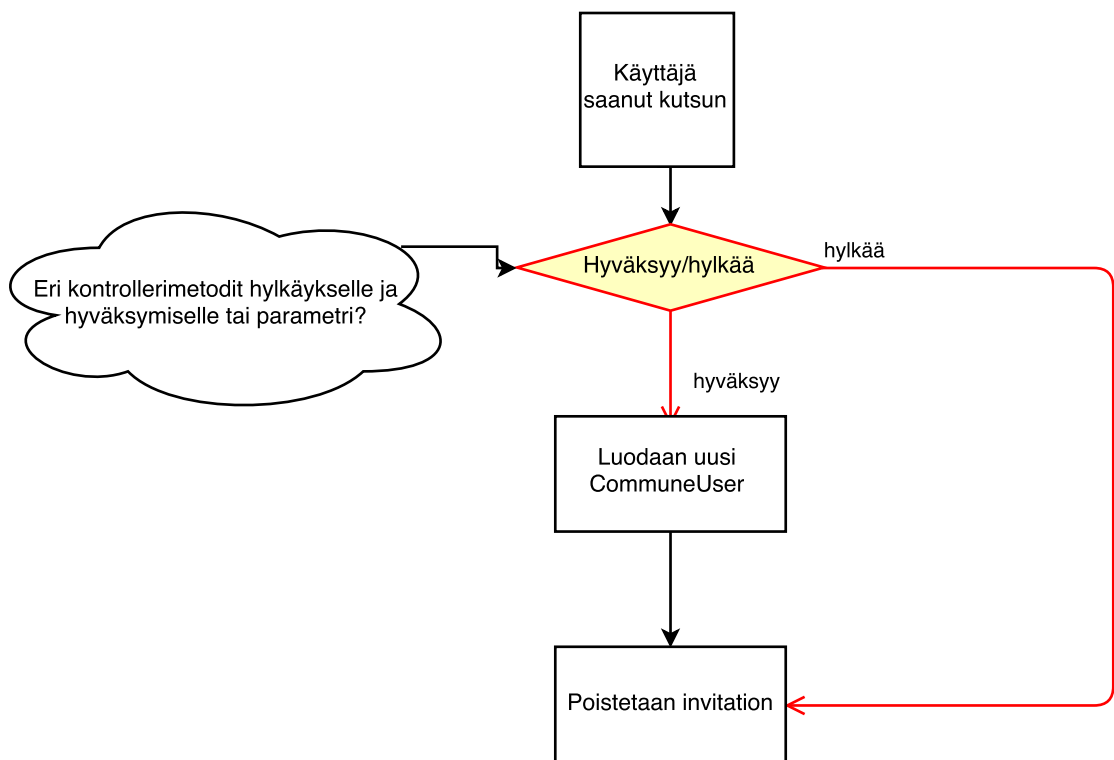 Käyttäjä
saanut kutsun
Hyväksyy/hylkää
hylkää
Eri kontrollerimetodit hylkäykselle ja
hyväksymiselle tai parametri?
hyväksyy
Luodaan uusi
CommuneUser
Poistetaan invitation